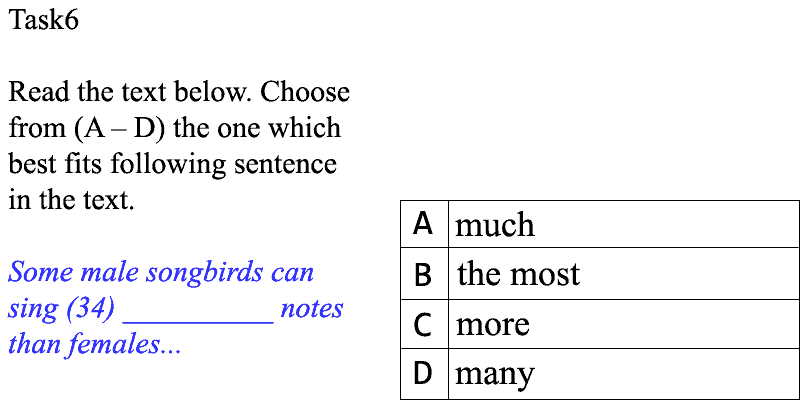 Task6
Read the text below. Choose
from (A – D) the one which
best fits following sentence
in the text.
Some male songbirds can
sing (34) __________ notes
than females...
A much
B the most
C more
D many